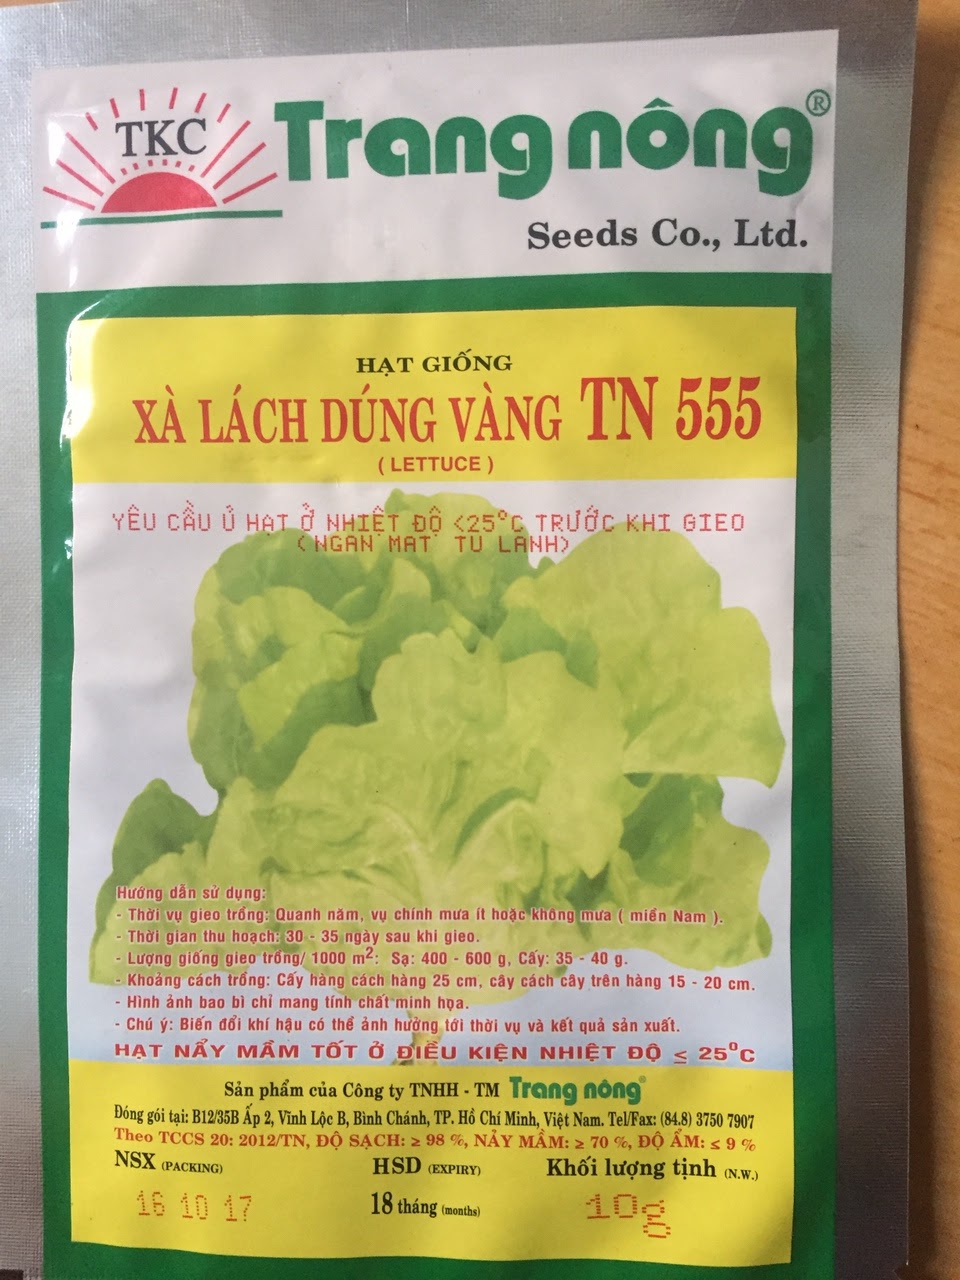 TKC
Trang nông®
Seeds Co., Ltd.
HẠT GIỐNG
XÀ LÁCH DÚNG VÀNG TN 555
( LETTUCE )
YÊU CẦU Ủ HẠT Ở NHIỆT ĐỘ <25°C TRƯỚC KHI GIEO
(NGAN MAT TU LANH)
Hướng dẫn sử dụng:
- Thời vụ gieo trồng: Quanh năm, vụ chính mưa ít hoặc không mưa ( miền Nam ).
- Thời gian thu hoạch: 30 - 35 ngày sau khi gieo.
- Lượng giống gieo trồng/ 1000 m²: Sạ: 400 - 600 g, Cấy: 35 - 40 g.
- Khoảng cách trồng: Cấy hàng cách hàng 25 cm, cây cách cây trên hàng 15 - 20 cm.
- Hình ảnh bao bì chỉ mang tính chất minh họa.
- Chú ý: Biến đổi khí hậu có thể ảnh hưởng tới thời vụ và kết quả sản xuất.
HẠT NẨY MẦM TỐT Ở ĐIỀU KIỆN NHIỆT ĐỘ ≤ 25°C
Sản phẩm của Công ty TNHH - TM Trang nông®
Đóng gói tại: B12/35B Ấp 2, Vĩnh Lộc B, Bình Chánh, TP. Hồ Chí Minh, Việt Nam. Tel/Fax: (84.8) 3750 7907
Theo TCCS 20: 2012/TN, ĐỘ SẠCH: ≥ 98 %, NẢY MẦM: ≥ 70 %, ĐỘ ẨM: ≤ 9 %
NSX (PACKING) HSD (EXPIRY) Khối lượng tịnh (N.W.)
16 10 17 18 tháng (months) 10g